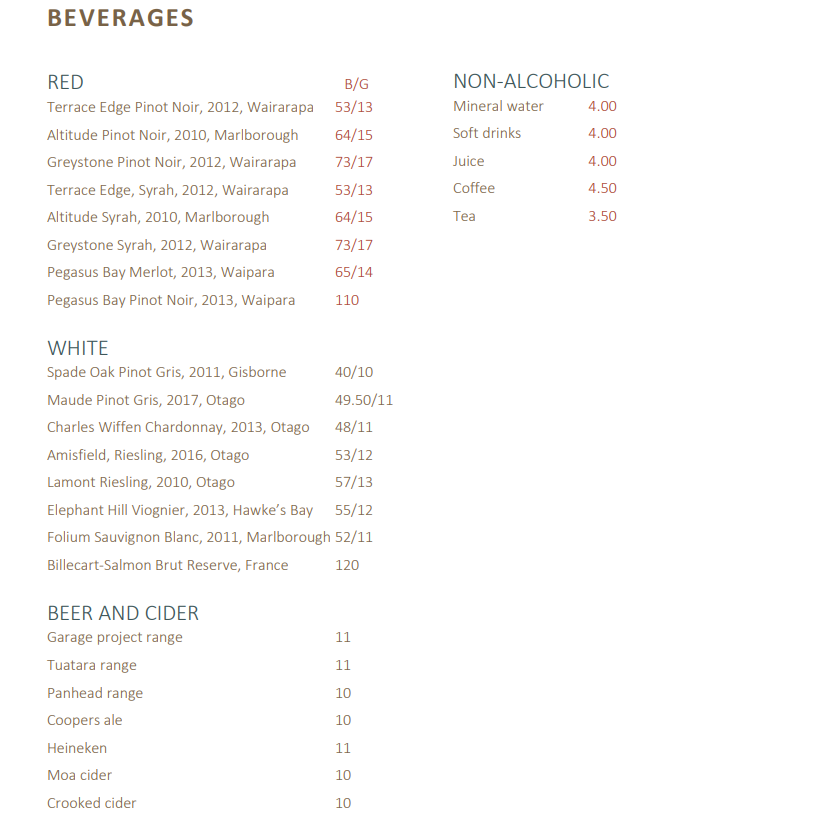 BEVERAGES
RED B/G
Terrace Edge Pinot Noir, 2012, Wairarapa 53/13
Altitude Pinot Noir, 2010, Marlborough 64/15
Greystone Pinot Noir, 2012, Wairarapa 73/17
Terrace Edge, Syrah, 2012, Wairarapa 53/13
Altitude Syrah, 2010, Marlborough 64/15
Greystone Syrah, 2012, Wairarapa 73/17
Pegasus Bay Merlot, 2013, Waipara 65/14
Pegasus Bay Pinot Noir, 2013, Waipara 110
WHITE
Spade Oak Pinot Gris, 2011, Gisborne 40/10
Maude Pinot Gris, 2017, Otago 49.50/11
Charles Wiffen Chardonnay, 2013, Otago 48/11
Amisfield, Riesling, 2016, Otago 53/12
Lamont Riesling, 2010, Otago 57/13
Elephant Hill Viognier, 2013, Hawke’s Bay 55/12
Folium Sauvignon Blanc, 2011, Marlborough 52/11
Billecart-Salmon Brut Reserve, France 120
BEER AND CIDER
Garage project range 11
Tuatara range 11
Panhead range 10
Coopers ale 10
Heineken 11
Moa cider 10
Crooked cider 10
NON-ALCOHOLIC
Mineral water 4.00
Soft drinks 4.00
Juice 4.00
Coffee 4.50
Tea 3.50